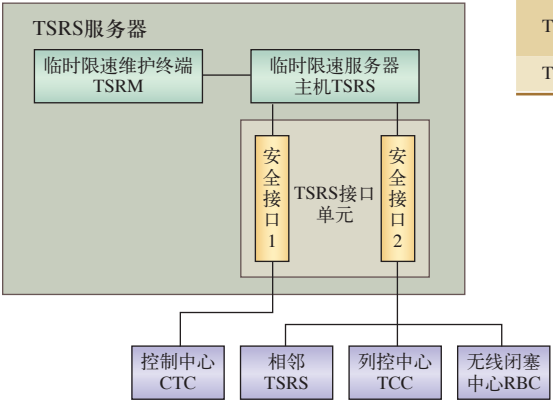 TSRS服务器
临时限速维护终端
TSRM
临时限速服务器
主机TSRS
安全接口1
TSRS接口
单元
安全接口2
控制中心
CTC
相邻
TSRS
列控中心
TCC
无线闭塞
中心RBC
T
T